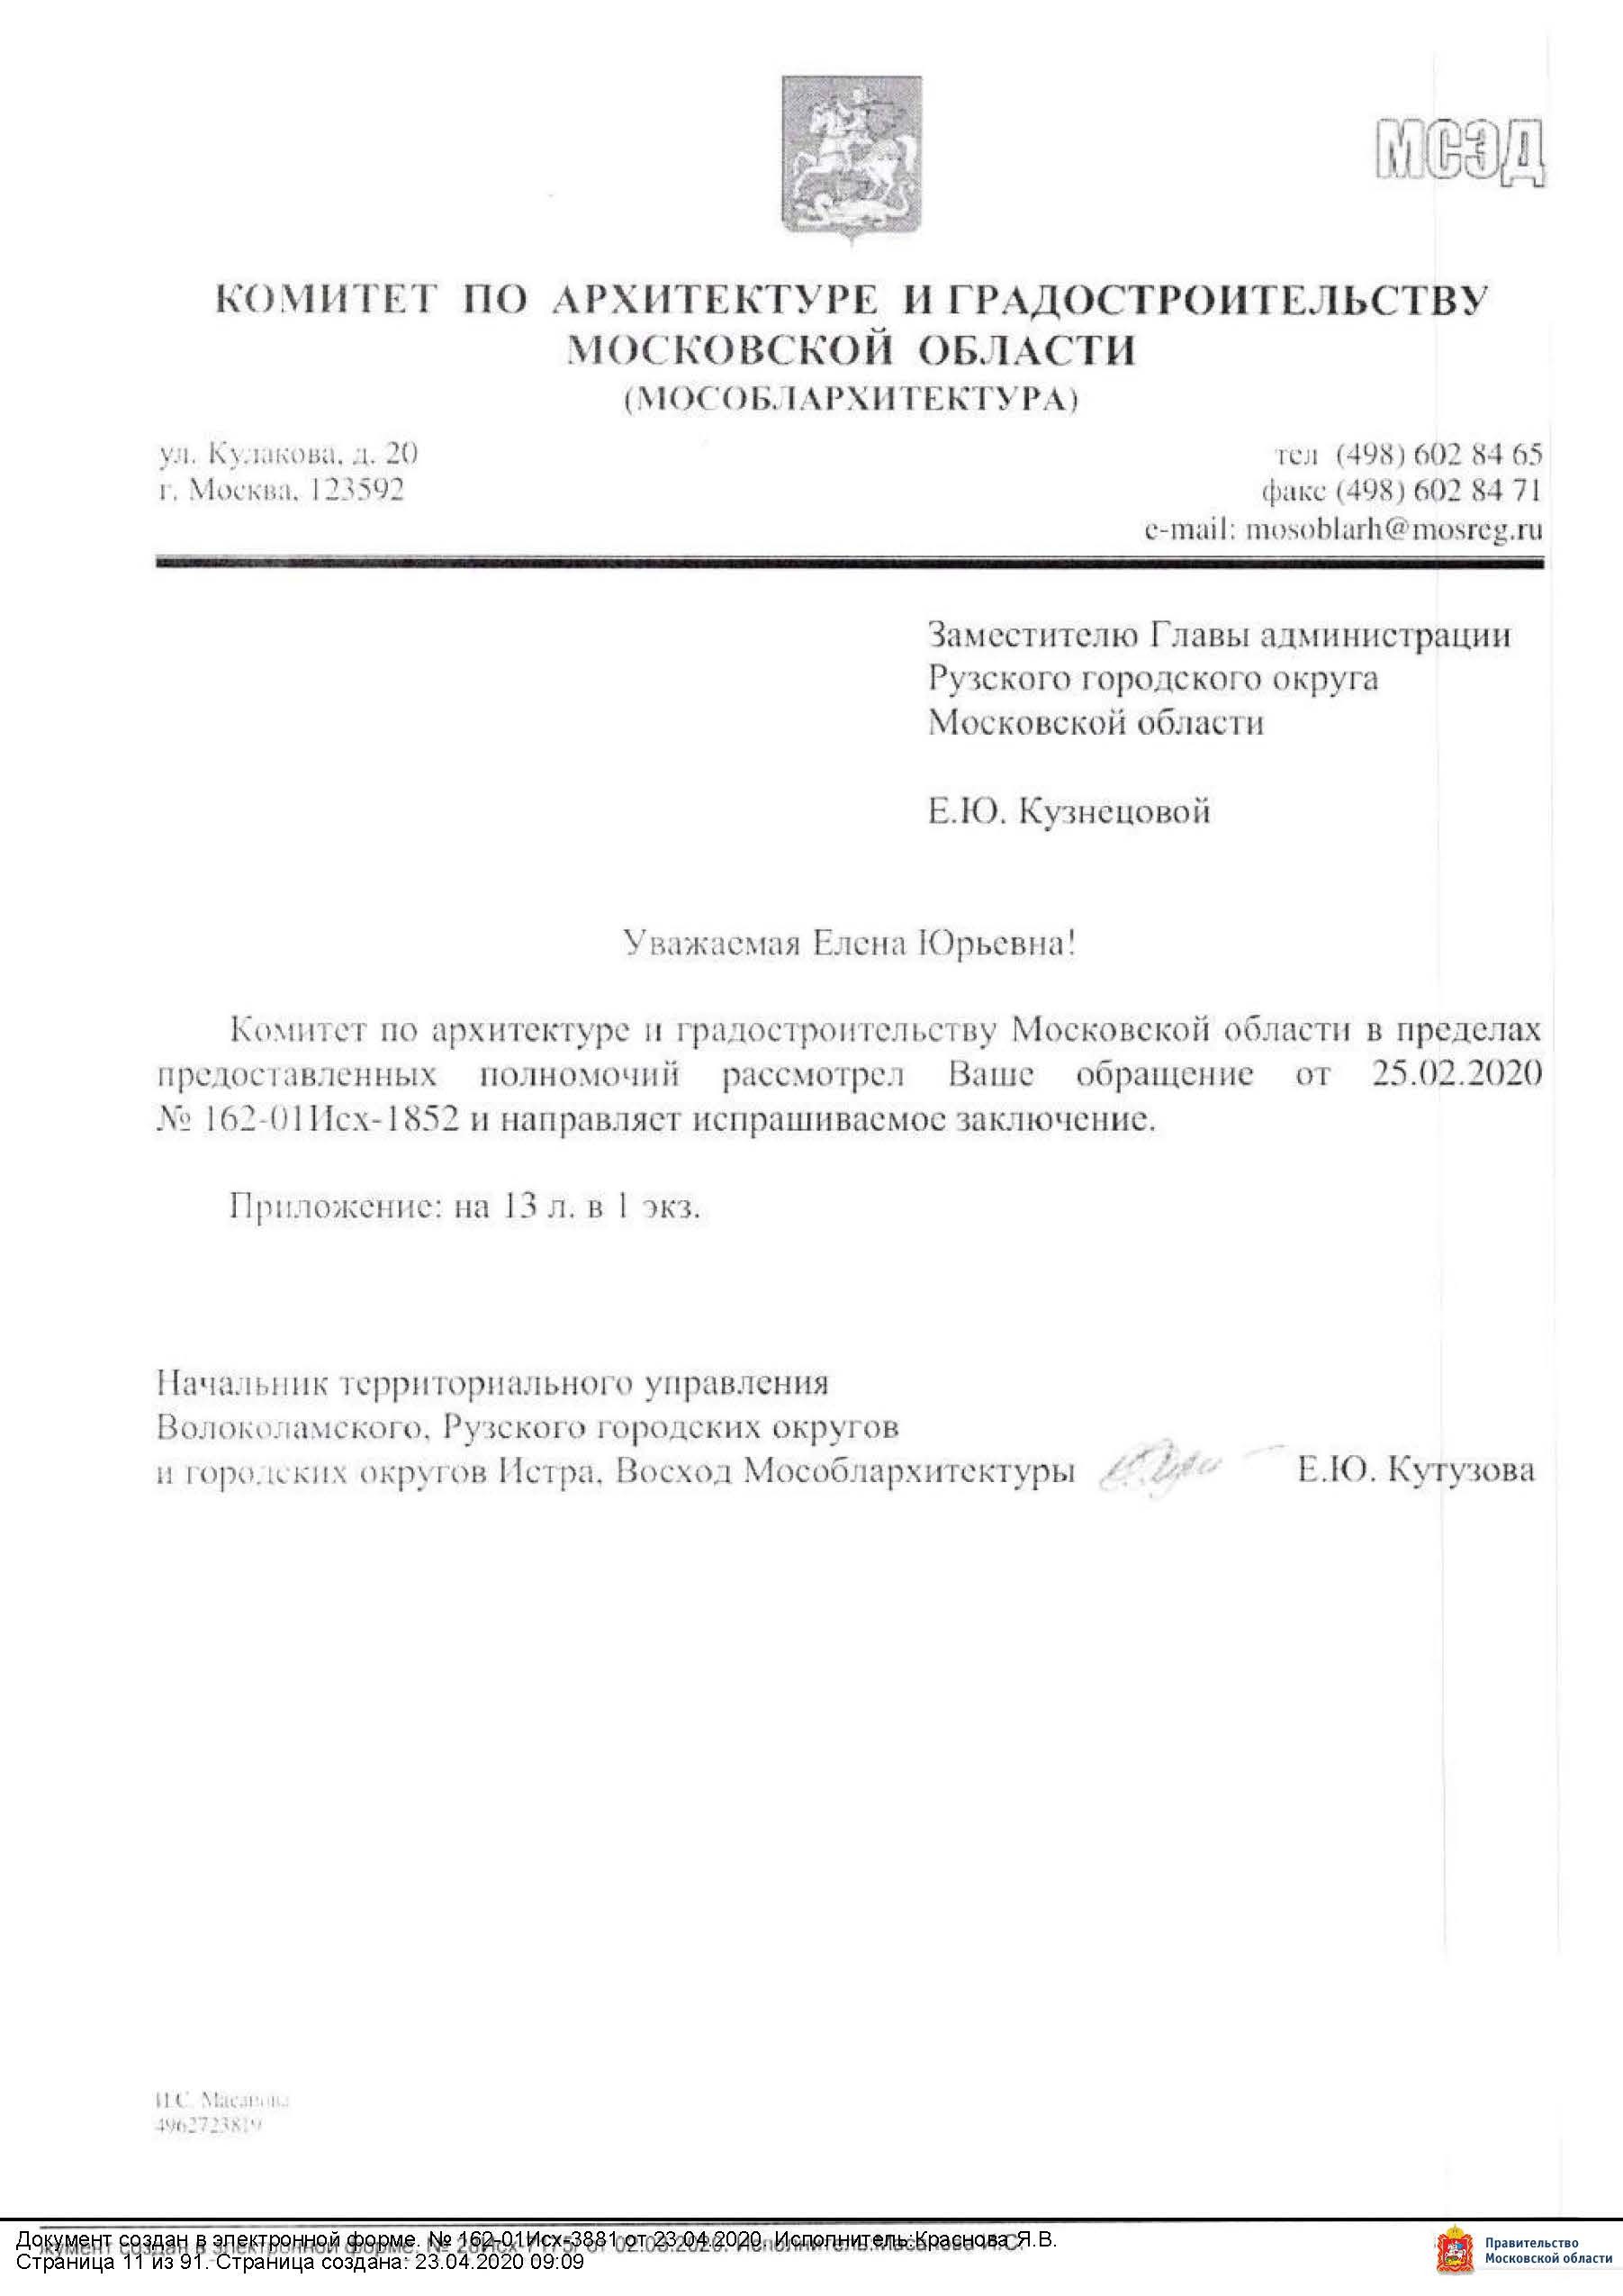 МСЭД
КОМИТЕТ ПО АРХИТЕКТУРЕ И ГРАДОСТРОИТЕЛЬСТВУ
МОСКОВСКОЙ ОБЛАСТИ
(МОСОБЛАРХИТЕКТУРА)
ул. Кулакова, д. 20
г. Москва, 123592
тел (498) 602 84 65
факс (498) 602 84 71
e-mail: mosoblarh@mosreg.ru
Заместителю Главы администрации
Рузского городского округа
Московской области
Е.Ю. Кузнецовой
Уважаемая Елена Юрьевна!
Комитет по архитектуре и градостроительству Московской области в пределах
предоставленных полномочий рассмотрел Ваше обращение от 25.02.2020
№ 162-01Исх-1852 и направляет испрашиваемое заключение.
Приложение: на 13 л. в 1 экз.
Начальник территориального управления
Волоколамского, Рузского городских округов
и городских округов Истра, Восход Мособлархитектуры
Е.Ю. Кутузова
4962723819
Документ создан в электронной форме. № 162-01Исх-3881 от 23.04.2020. Исполнитель:Краснова Я.В.
Страница 11 из 91. Страница создана: 23.04.2020 09:09
Правительство
Московской области